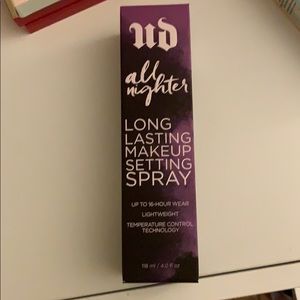 UD
all
nighter
LONG
LASTING
MAKEUP
SETTING
SPRAY
UP TO 16-HOUR WEAR
LIGHTWEIGHT
TEMPERATURE CONTROL
TECHNOLOGY
118 ml / 4.0 fl oz